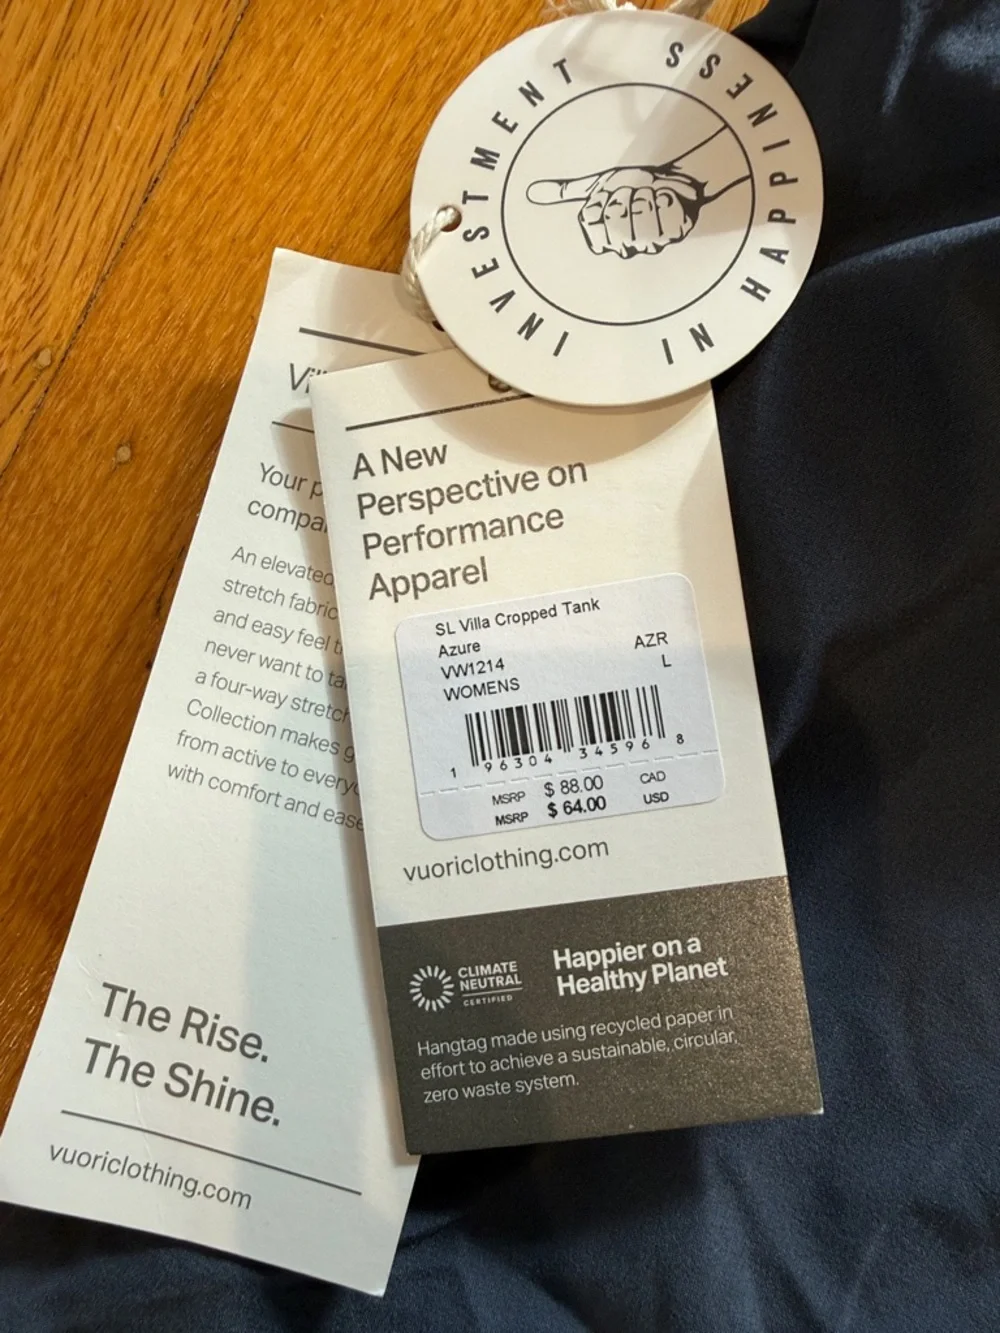 INVESTMENT IN HAPPINESS
A New
Perspective on
Performance
Apparel
SL Villa Cropped Tank
Azure AZR
VW1214 L
WOMENS
1 96304 34596 8
MSRP $ 88.00 CAD
MSRP $ 64.00 USD
vuoriclothing.com
CLIMATE
NEUTRAL
CERTIFIED
Happier on a
Healthy Planet
Hangtag made using recycled paper in
effort to achieve a sustainable, circular,
zero waste system.
Your
An elevated
stretch fabric
and easy feel
never want to
a four-way stretch
Collection makes
from active to
with comfort and ease
The Rise.
The Shine.
vuoriclothing.com